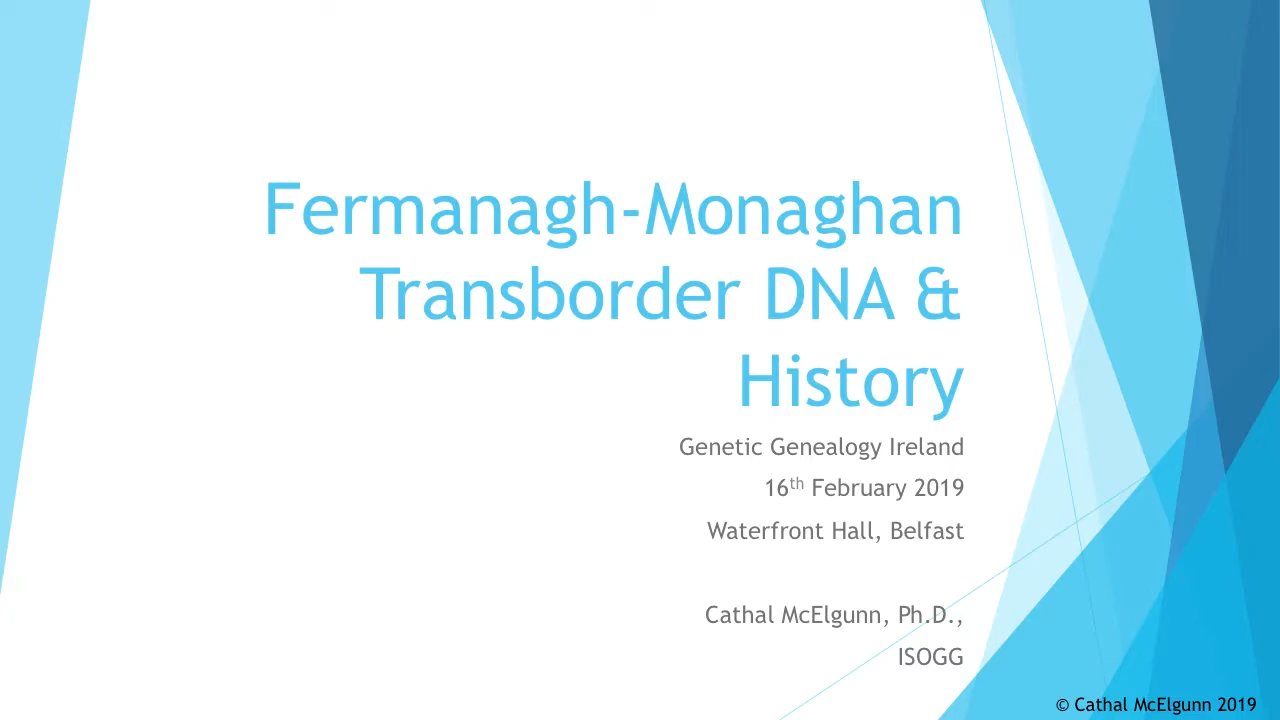 Fermanagh-Monaghan
Transborder DNA &
History
Genetic Genealogy Ireland
16th February 2019
Waterfront Hall, Belfast
Cathal McElgunn, Ph.D.,
ISOGG
© Cathal McElgunn 2019